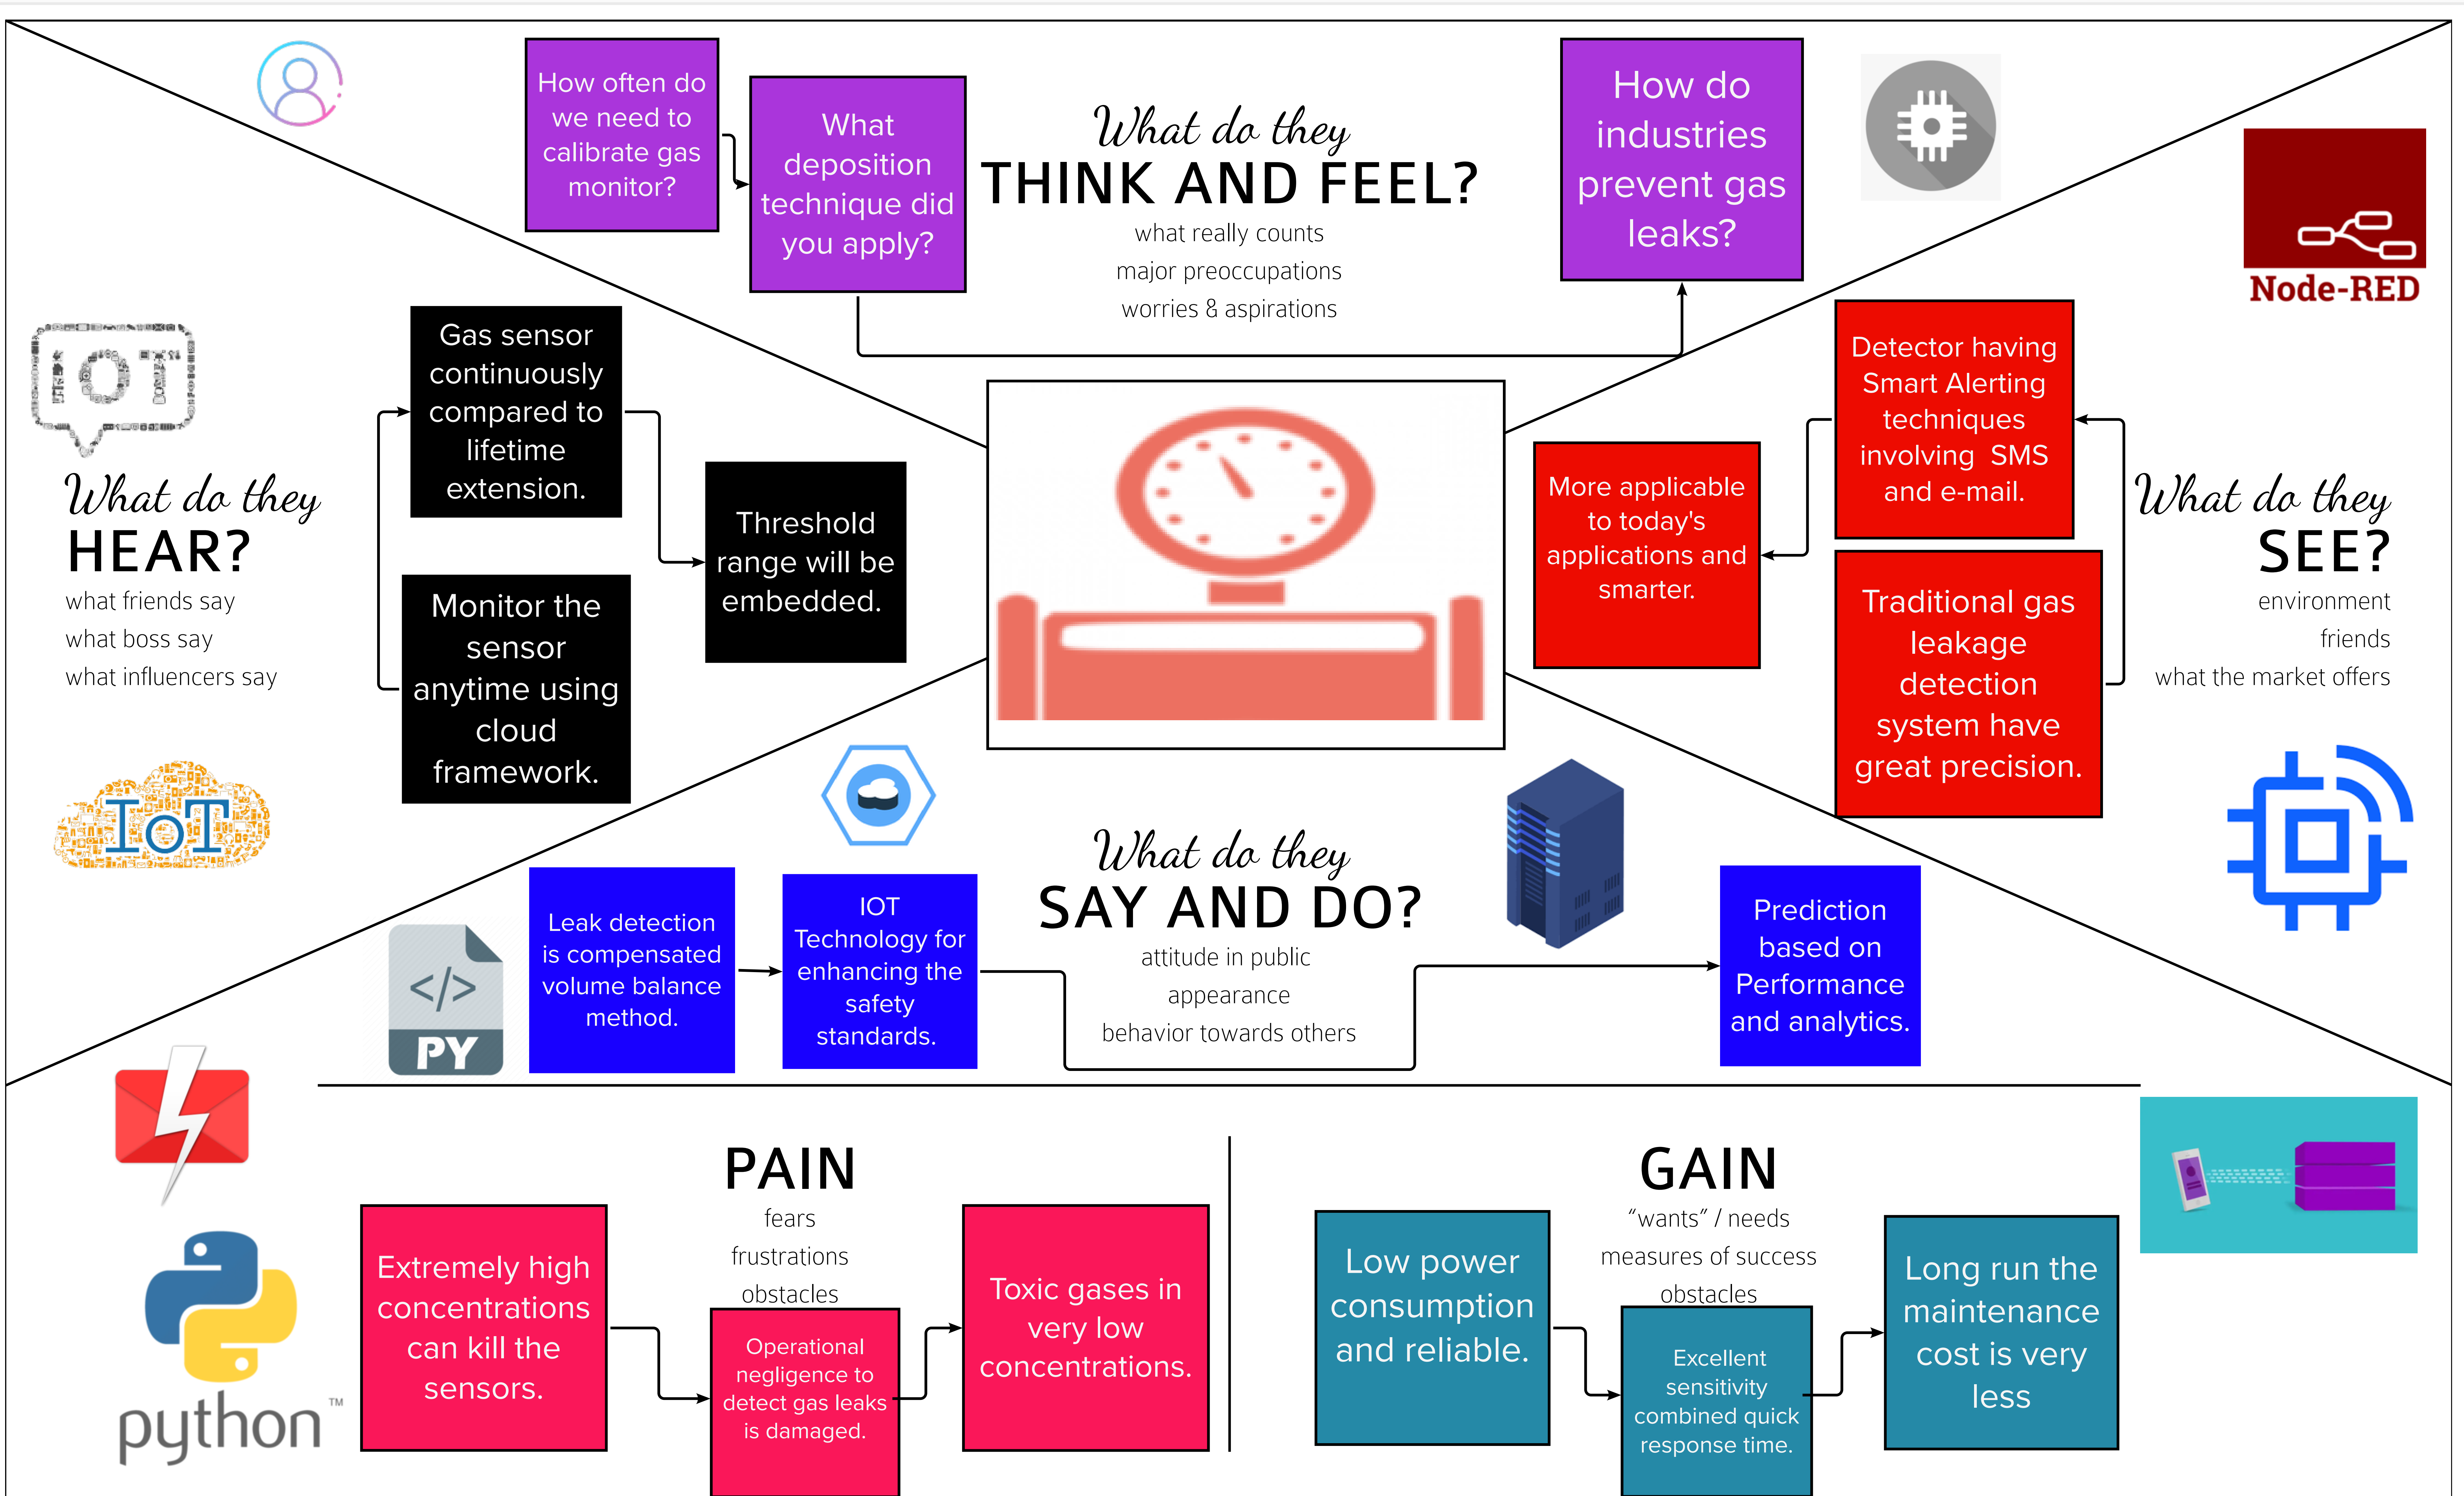 How often do
we need to
calibrate gas
monitor?
What
deposition
technique did
you apply?
What do they
THINK AND FEEL?
what really counts
major preoccupations
worries & aspirations
How do
industries
prevent gas
leaks?
Node-RED
IOT
What do they
HEAR?
what friends say
what boss say
what influencers say
Gas sensor
continuously
compared to
lifetime
extension.
Monitor the
sensor
anytime using
cloud
framework.
Threshold
range will be
embedded.
IoT
More applicable
to today's
applications and
smarter.
Detector having
Smart Alerting
techniques
involving SMS
and e-mail.
Traditional gas
leakage
detection
system have
great precision.
What do they
SEE?
environment
friends
what the market offers
</>
PY
Leak detection
is compensated
volume balance
method.
IOT
Technology for
enhancing the
safety
standards.
What do they
SAY AND DO?
attitude in public
appearance
behavior towards others
Prediction
based on
Performance
and analytics.
python™
PAIN
fears
frustrations
obstacles
Extremely high
concentrations
can kill the
sensors.
Operational
negligence to
detect gas leaks
is damaged.
Toxic gases in
very low
concentrations.
GAIN
“wants” / needs
measures of success
obstacles
Low power
consumption
and reliable.
Excellent
sensitivity
combined quick
response time.
Long run the
maintenance
cost is very
less